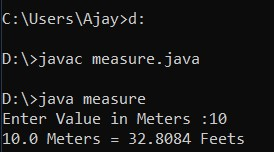 C:\Users\Ajay>d:
D:\>javac measure.java
D:\>java measure
Enter Value in Meters :10
10.0 Meters = 32.8084 Feets